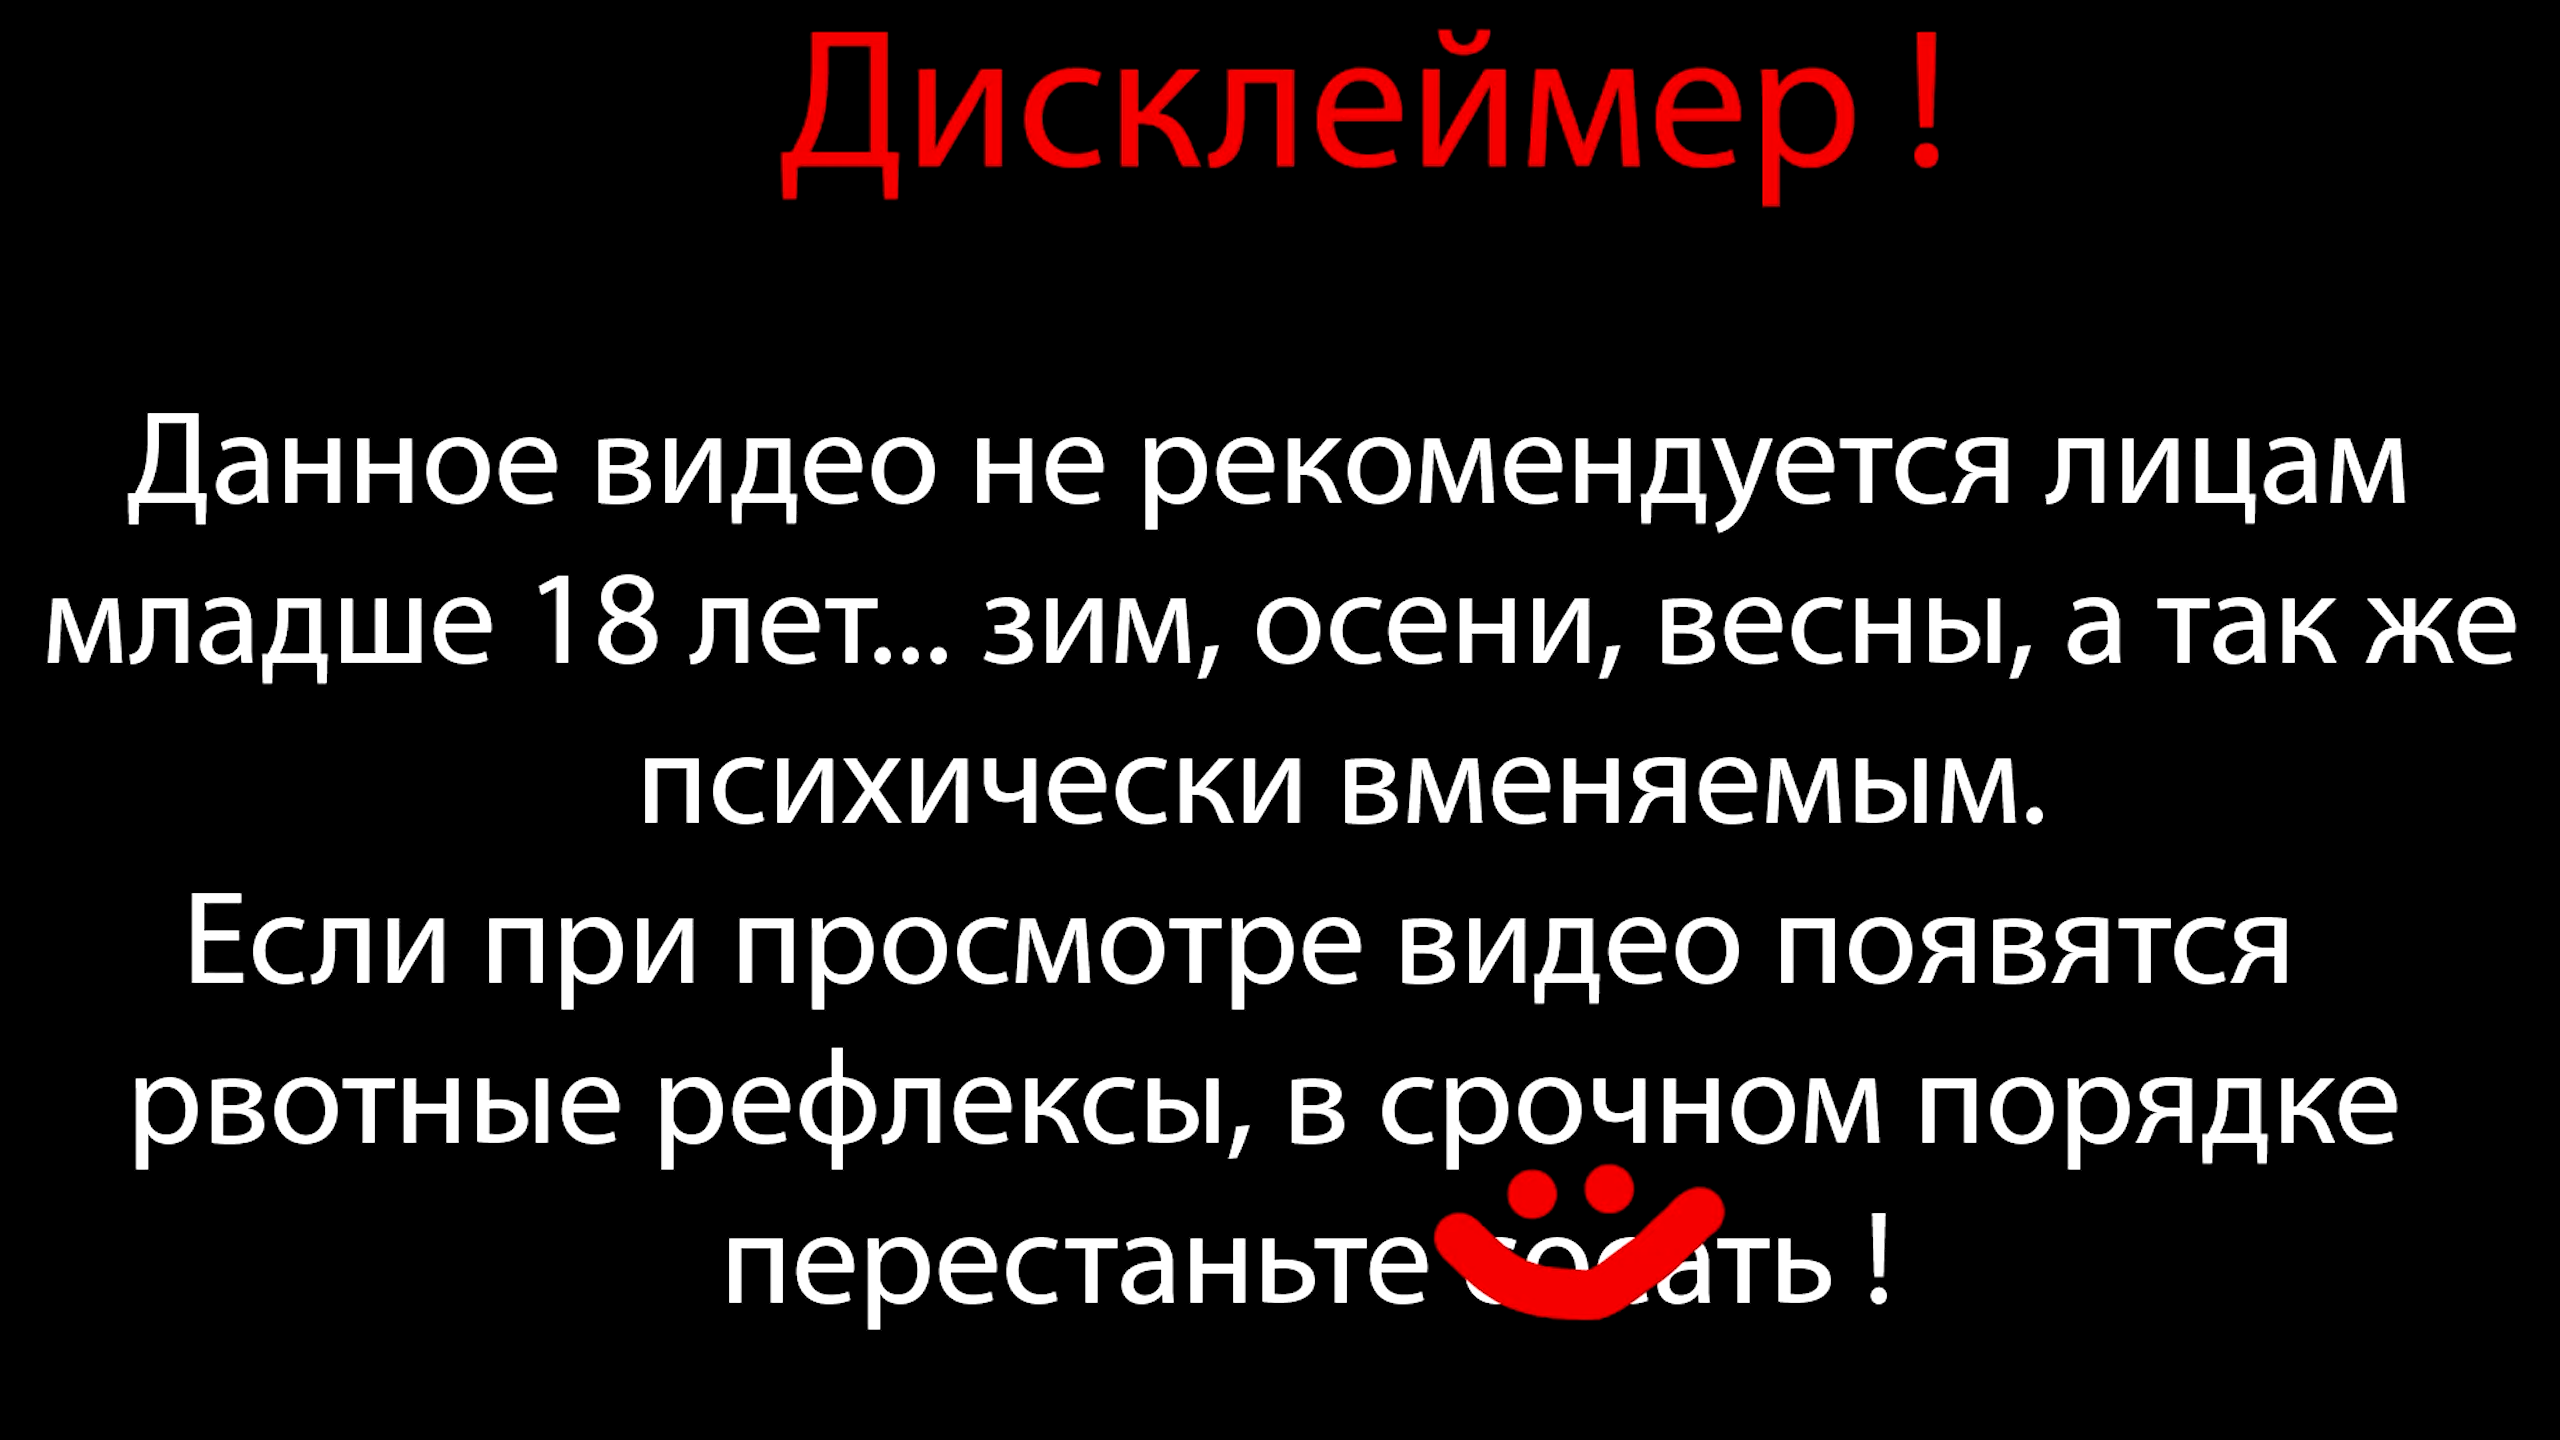 Дисклеймер !
Данное видео не рекомендуется лицам
младше 18 лет... зим, осени, весны, а так же
психически вменяемым.
Если при просмотре видео появятся
рвотные рефлексы, в срочном порядке
перестаньте сосать !